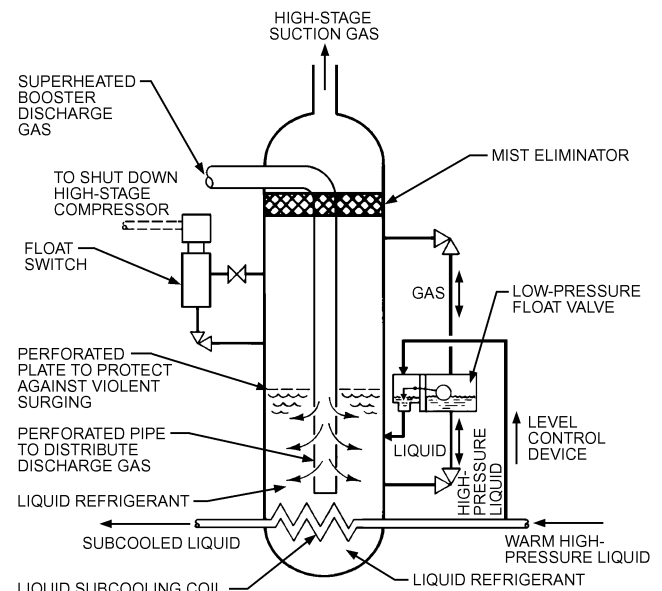 HIGH-STAGE
SUCTION GAS
SUPERHEATED
BOOSTER
DISCHARGE
GAS
MIST ELIMINATOR
TO SHUT DOWN
HIGH-STAGE
COMPRESSOR
FLOAT
SWITCH
GAS
LOW-PRESSURE
FLOAT VALVE
PERFORATED
PLATE TO PROTECT
AGAINST VIOLENT
SURGING
PERFORATED PIPE
TO DISTRIBUTE
DISCHARGE GAS
LIQUID
HIGH-
PRESSURE
LIQUID
LEVEL
CONTROL
DEVICE
LIQUID REFRIGERANT
SUBCOOLED LIQUID
WARM HIGH-
PRESSURE LIQUID
LIQUID REFRIGERANT
LIQUID SUBCOOLING COIL